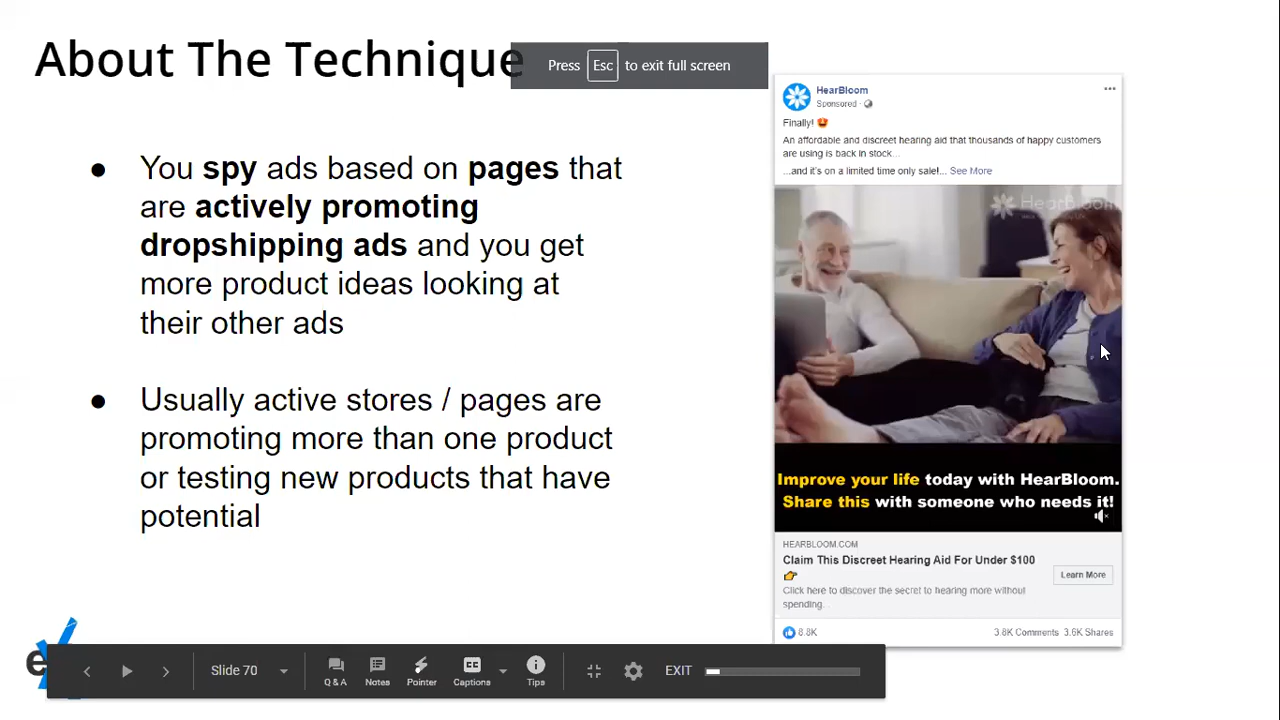 About The Technique
Press Esc to exit full screen
● You spy ads based on pages that
are actively promoting
dropshipping ads and you get
more product ideas looking at
their other ads
● Usually active stores / pages are
promoting more than one product
or testing new products that have
potential
HearBloom
Sponsored ·
Finally! 🤩
An affordable and discreet hearing aid that thousands of happy customers
are using is back in stock...
...and it's on a limited time only sale!... See More
HearBloom
Improve your life today with HearBloom.
Share this with someone who needs it!
HEARBLOOM.COM
Claim This Discreet Hearing Aid For Under $100
👉
Learn More
Click here to discover the secret to hearing more without
spending..
8.8K
3.8K Comments 3.6K Shares
e
Slide 70
Q & A
Notes
Pointer
CC
Captions
Tips
EXIT